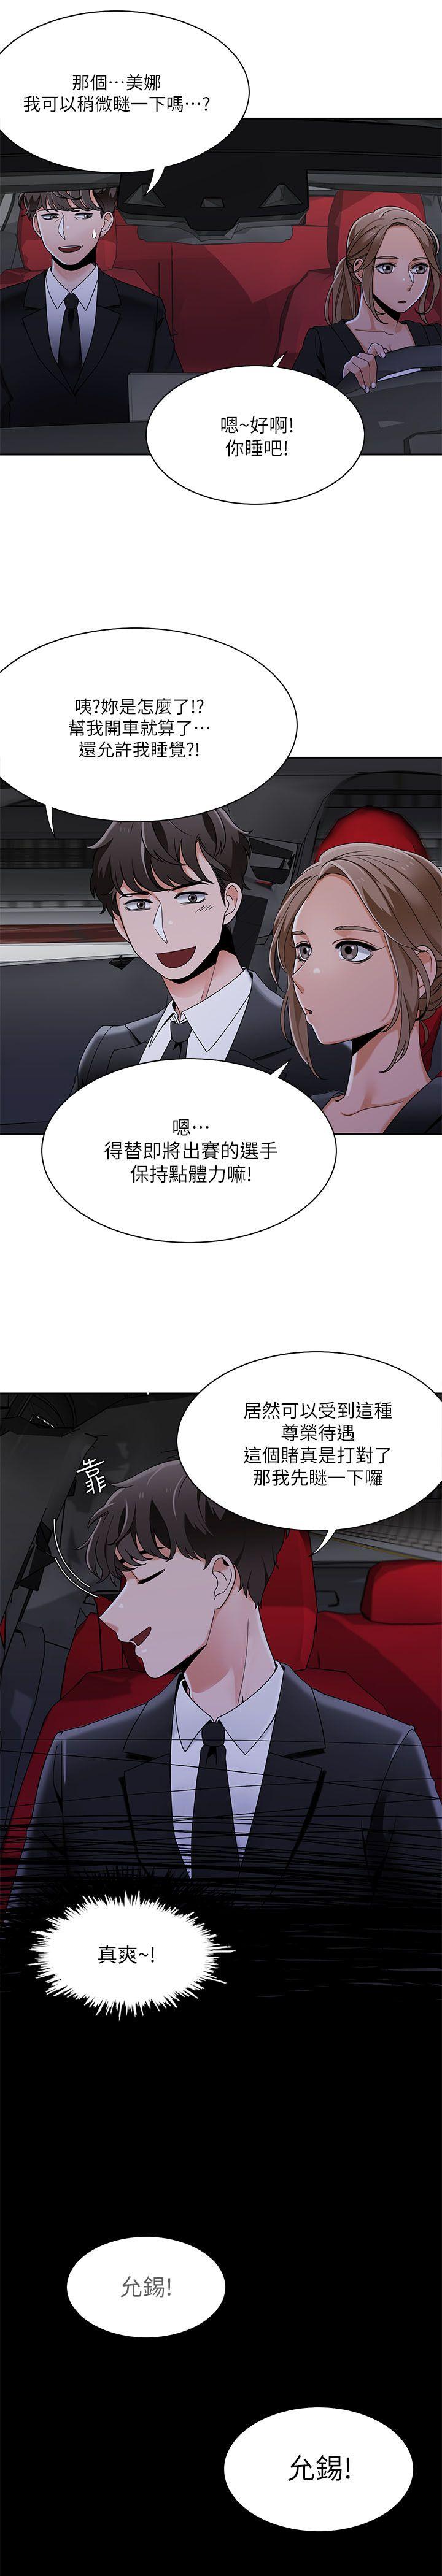 那個⋯美娜
我可以稍微瞇一下嗎⋯?
嗯~好啊!
你睡吧!
咦?妳是怎麼了!?
幫我開車就算了⋯
還允許我睡覺?!
嗯⋯
得替即將出賽的選手
保持點體力嘛!
居然可以受到這種
尊榮待遇
這個賭真是打對了
那我先瞇一下囉
靠
真爽~!
允錫!
允錫!